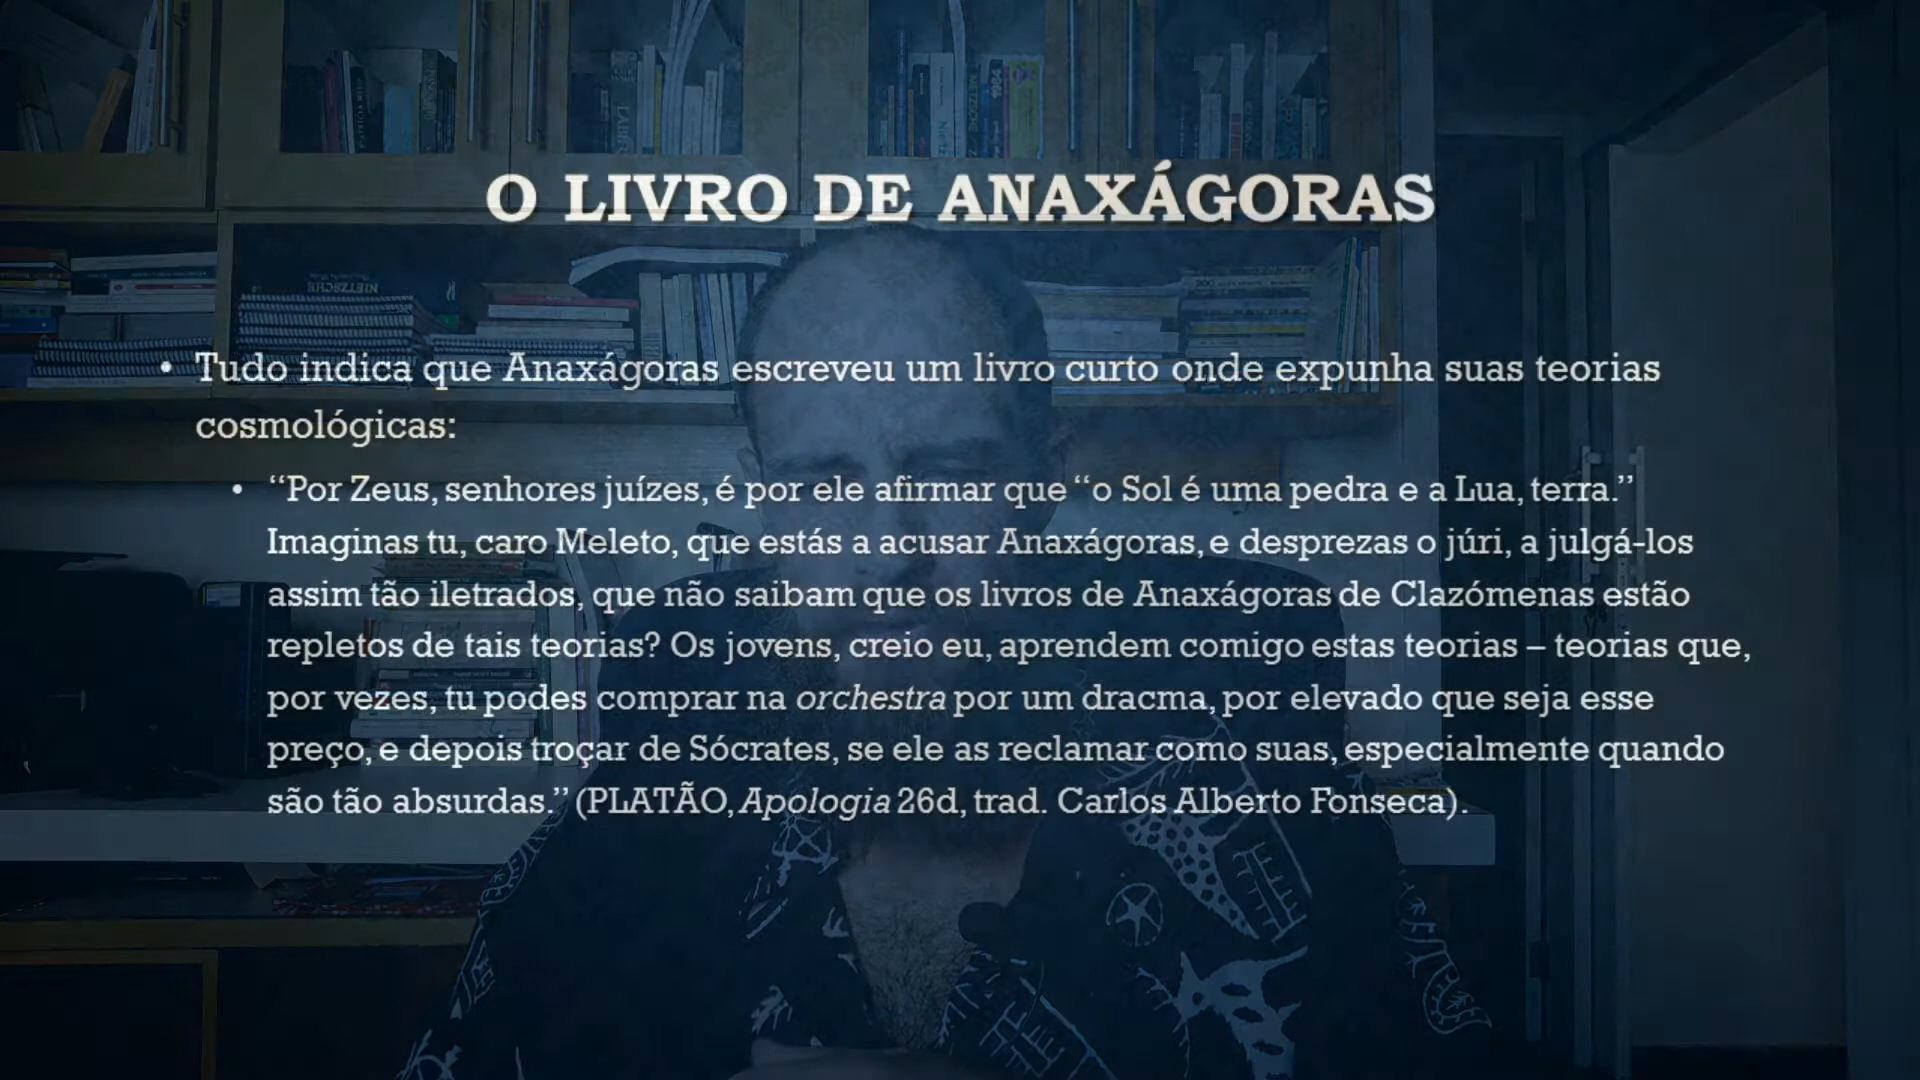 O LIVRO DE ANAXÁGORAS
• Tudo indica que Anaxágoras escreveu um livro curto onde expunha suas teorias
cosmológicas:
• “Por Zeus, senhores juízes, é por ele afirmar que “o Sol é uma pedra e a Lua, terra.”
Imaginas tu, caro Meleto, que estás a acusar Anaxágoras, e desprezas o júri, a julgá-los
assim tão iletrados, que não saibam que os livros de Anaxágoras de Clazómenas estão
repletos de tais teorias? Os jovens, creio eu, aprendem comigo estas teorias – teorias que,
por vezes, tu podes comprar na orchestra por um dracma, por elevado que seja esse
preço, e depois troçar de Sócrates, se ele as reclamar como suas, especialmente quando
são tão absurdas.” (PLATÃO, Apologia 26d, trad. Carlos Alberto Fonseca).
NIETZSCHE
1984
NIETZSCHE